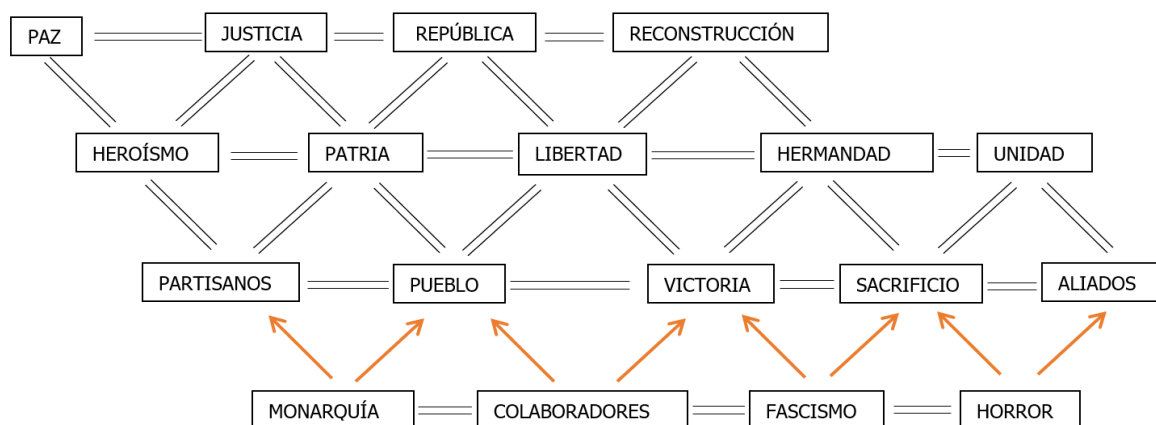 PAZ
JUSTICIA
REPÚBLICA
RECONSTRUCCIÓN
HEROÍSMO
PATRIA
LIBERTAD
HERMANDAD
UNIDAD
PARTISANOS
PUEBLO
VICTORIA
SACRIFICIO
ALIADOS
MONARQUÍA
COLABORADORES
FASCISMO
HORROR